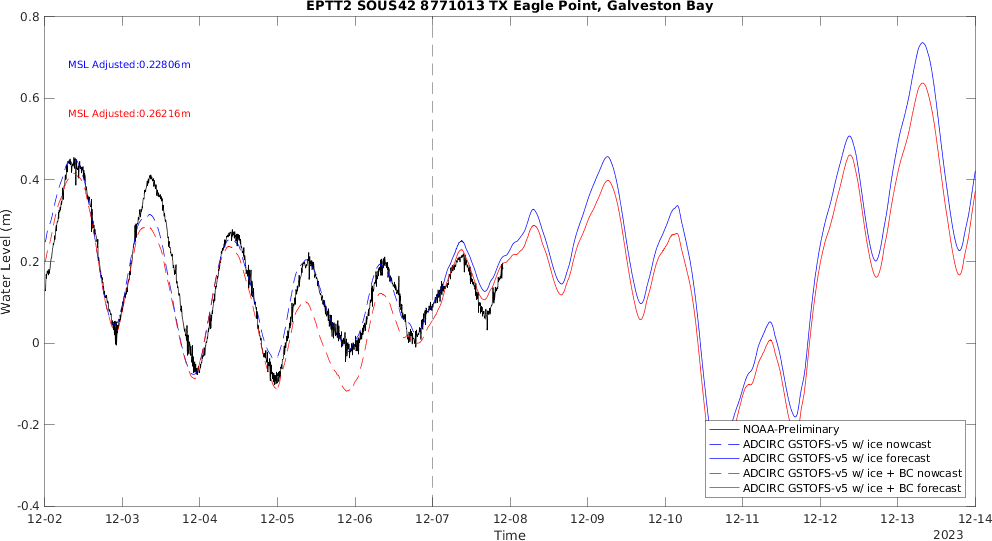 EPTT2 SOUS42 8771013 TX Eagle Point, Galveston Bay
0.8
MSL Adjusted:0.22806m
0.6
MSL Adjusted:0.26216m
0.4
0.2
0
-0.2
-0.4
Water Level (m)
NOAA-Preliminary
ADCIRC GSTOFS-v5 w/ ice nowcast
ADCIRC GSTOFS-v5 w/ ice forecast
ADCIRC GSTOFS-v5 w/ ice + BC nowcast
ADCIRC GSTOFS-v5 w/ ice + BC forecast
12-02 12-03 12-04 12-05 12-06 12-07 12-08 12-09 12-10 12-11 12-12 12-13 12-14
Time
2023